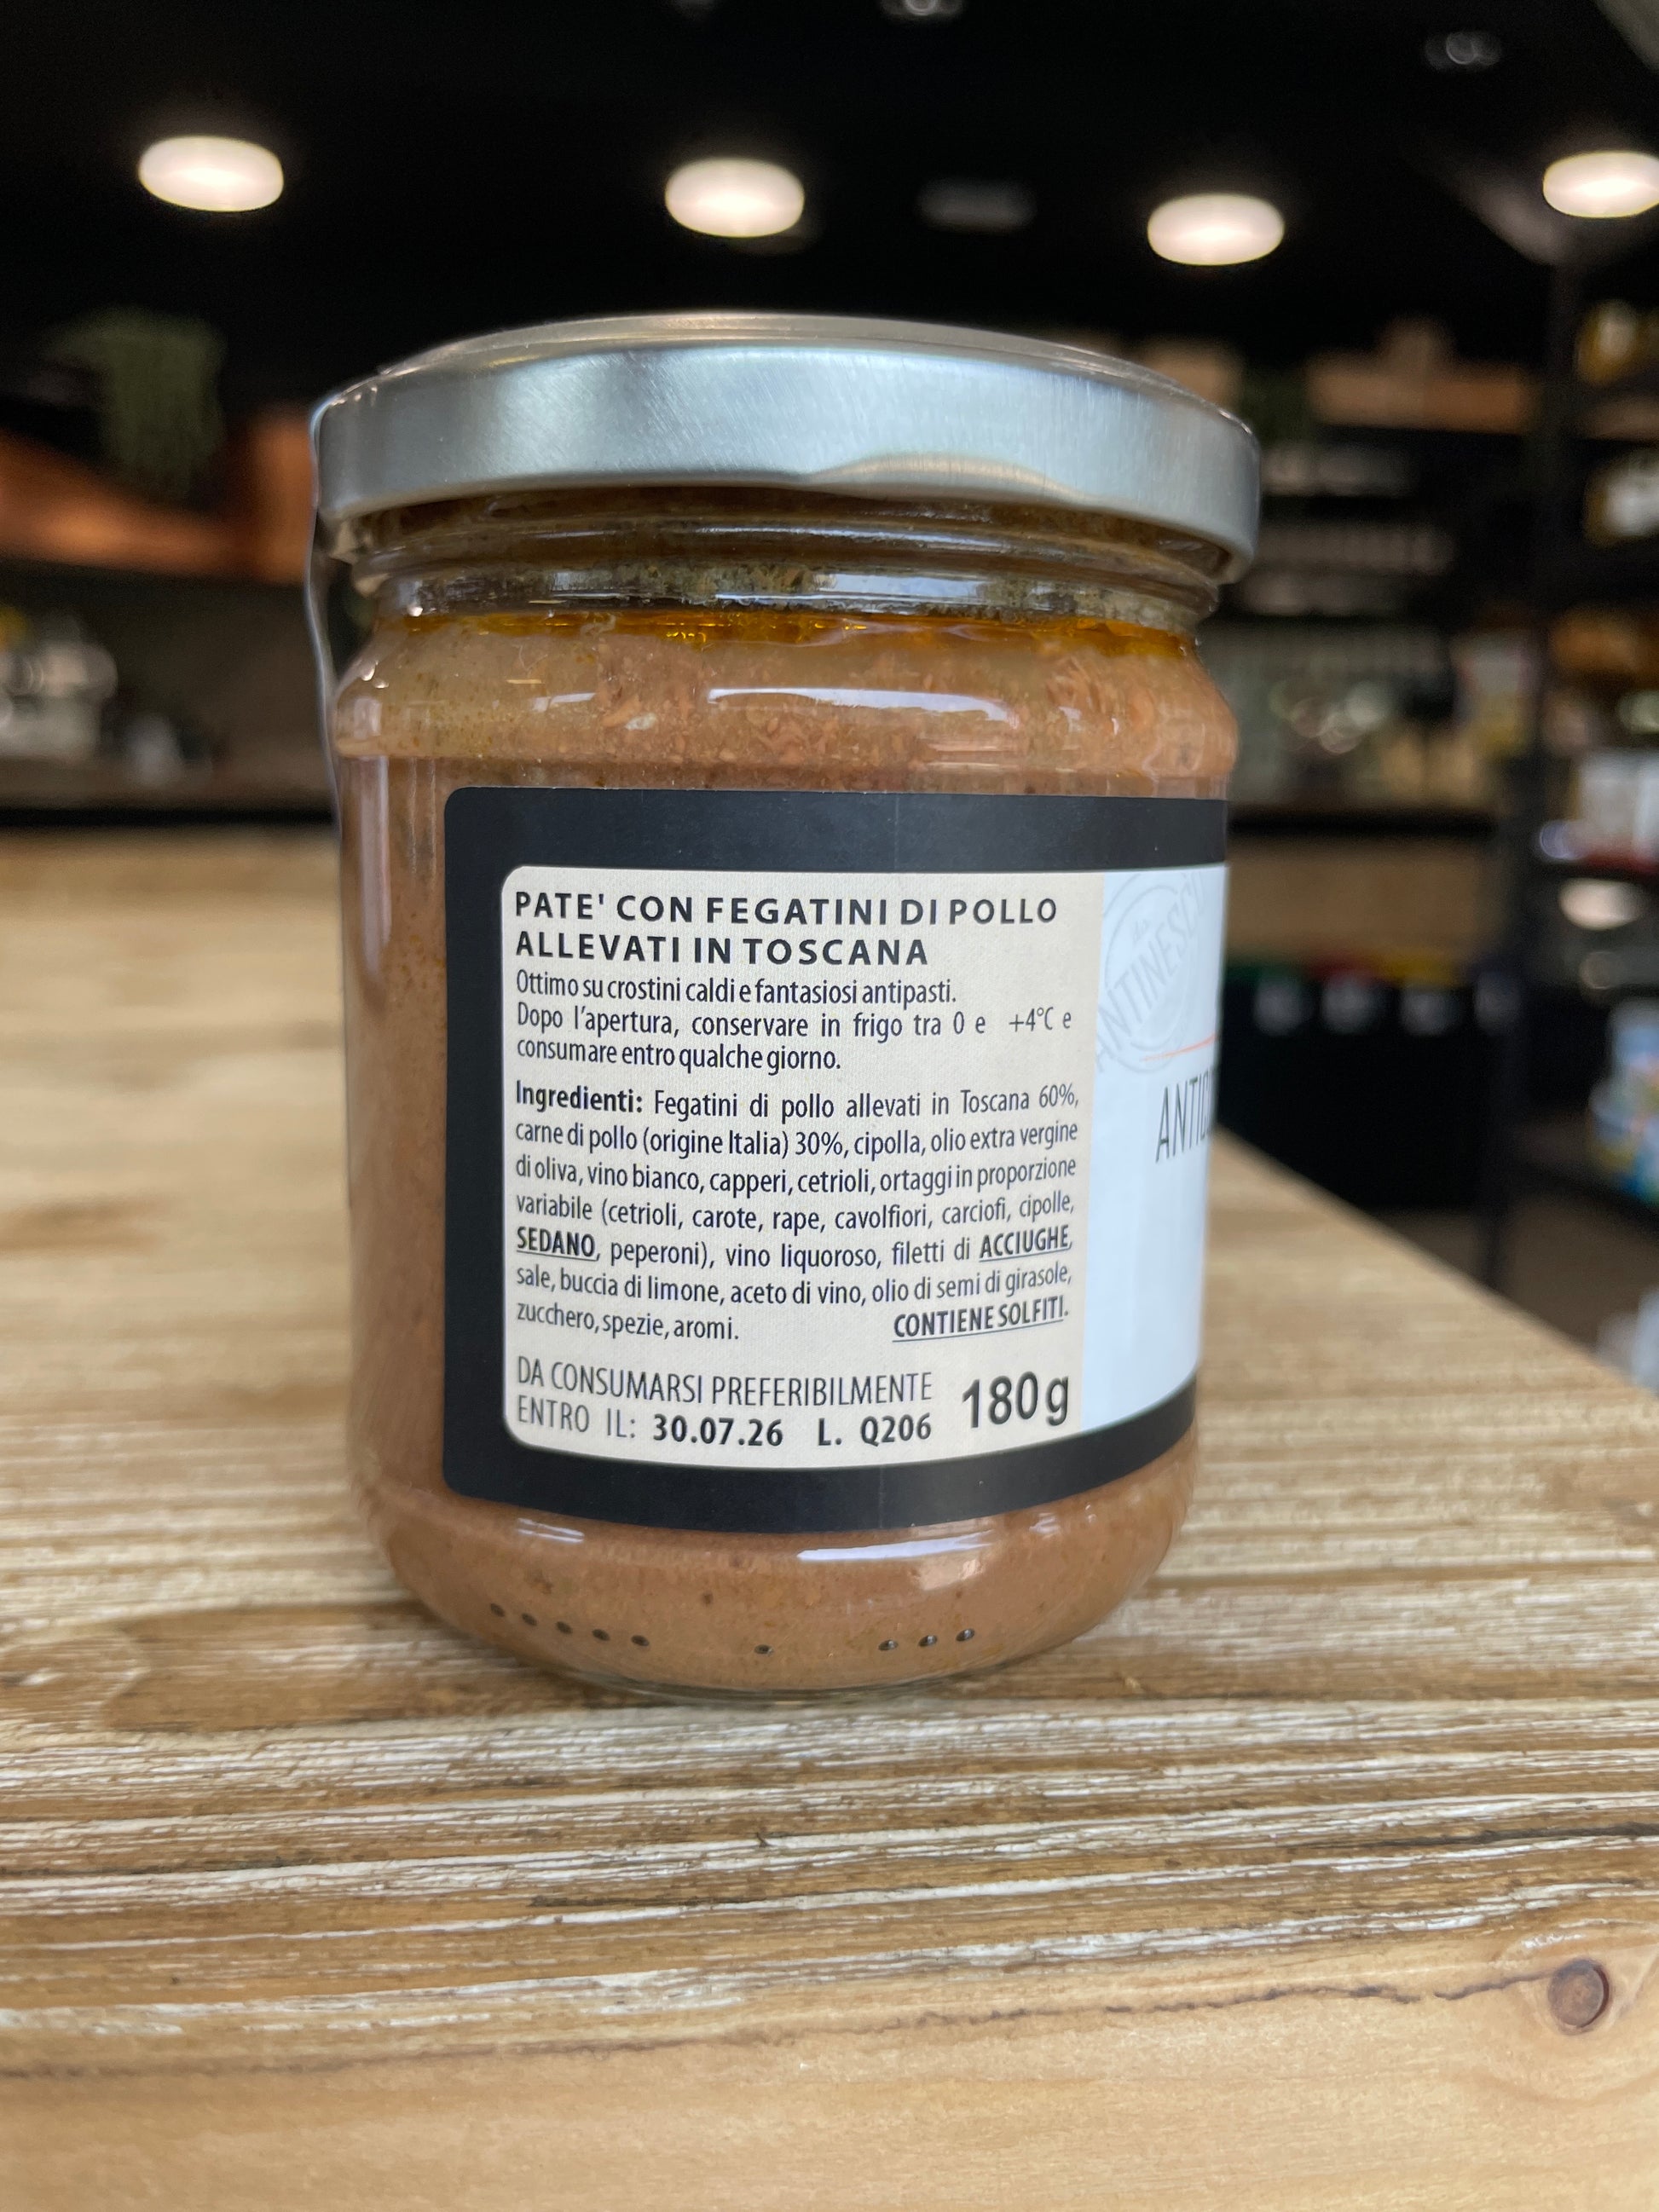 PATE' CON FEGATINI DI POLLO
ALLEVATI IN TOSCANA
Ottimo su crostini caldi e fantasiosi antipasti.
Dopo l'apertura, conservare in frigo tra 0 e +4°C e
consumare entro qualche giorno.
Ingredienti: Fegatini di pollo allevati in Toscana 60%,
carne di pollo (origine Italia) 30%, cipolla, olio extra vergine
di oliva, vino bianco, capperi, cetrioli, ortaggi in proporzione
variabile (cetrioli, carote, rape, cavolfiori, carciofi, cipolle,
SEDANO, peperoni), vino liquoroso, filetti di ACCIUGHE,
sale, buccia di limone, aceto di vino, olio di semi di girasole,
zucchero, spezie, aromi. CONTIENE SOLFITI.
DA CONSUMARSI PREFERIBILMENTE
ENTRO IL: 30.07.26 L. Q206
180g